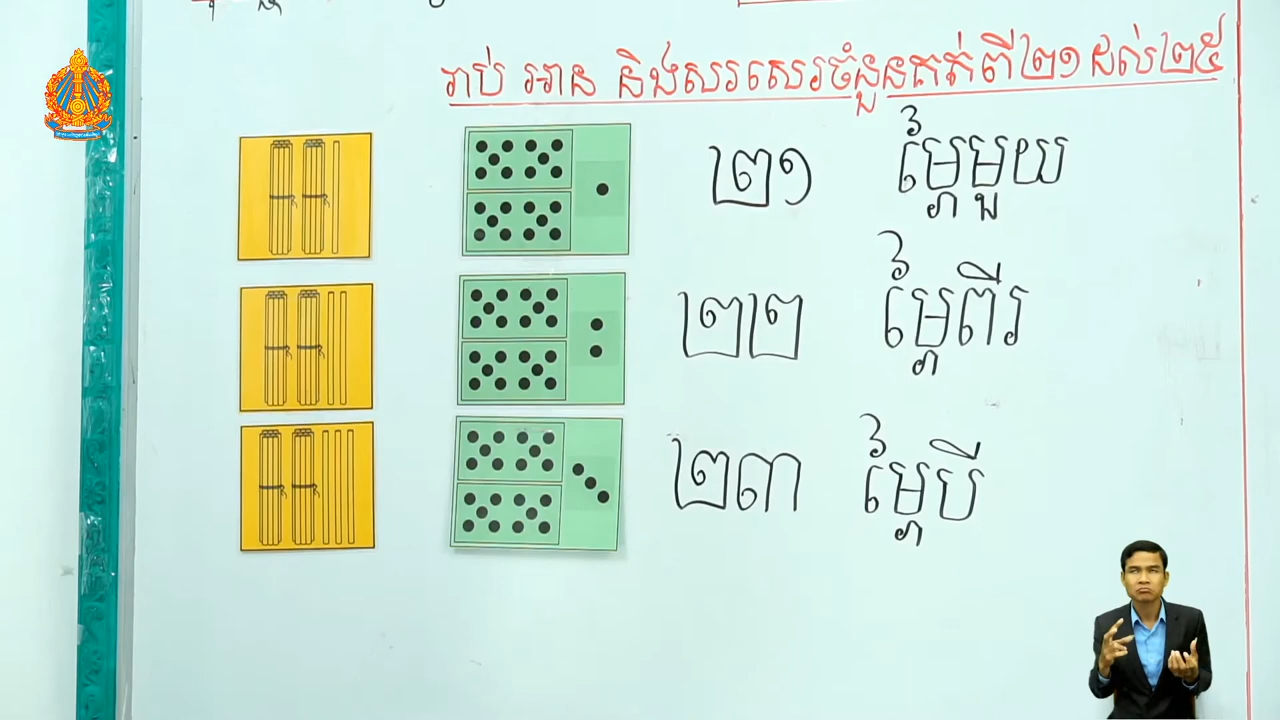 រាប់ អាន និងសរសេរចំនួនគត់ពី២១ ដល់២៥
២១ ម្ភៃមួយ
២២ ម្ភៃពីរ
២៣ ម្ភៃបី